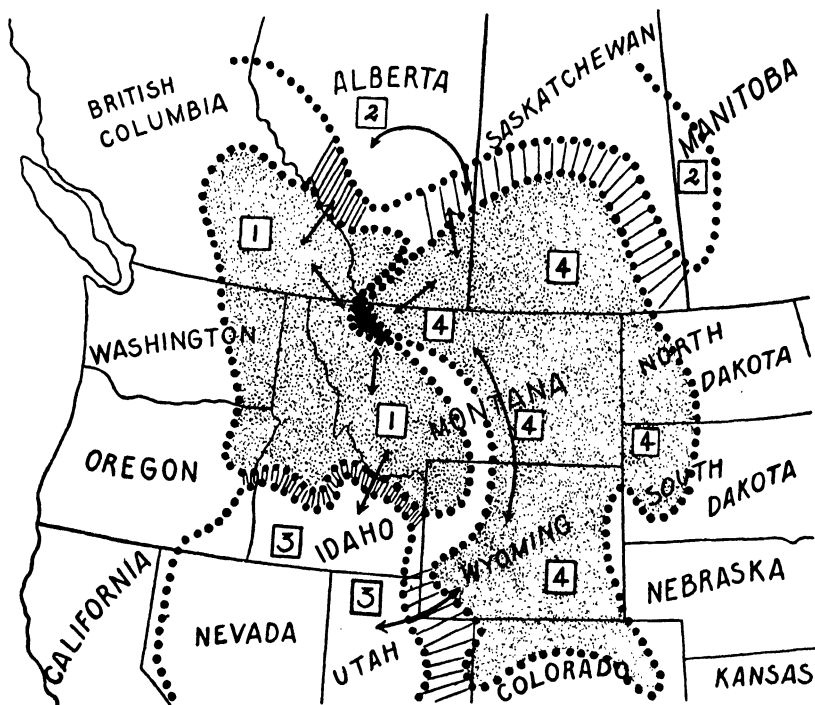 BRITISH
COLUMBIA
ALBERTA
2
SASKATCHEWAN
MANITOBA
2
1
4
WASHINGTON
4
NORTH
DAKOTA
MONTANA
1
4
4
OREGON
SOUTH
DAKOTA
3
IDAHO
WYOMING
3
4
NEBRASKA
CALIFORNIA
NEVADA
UTAH
COLORADO
KANSAS